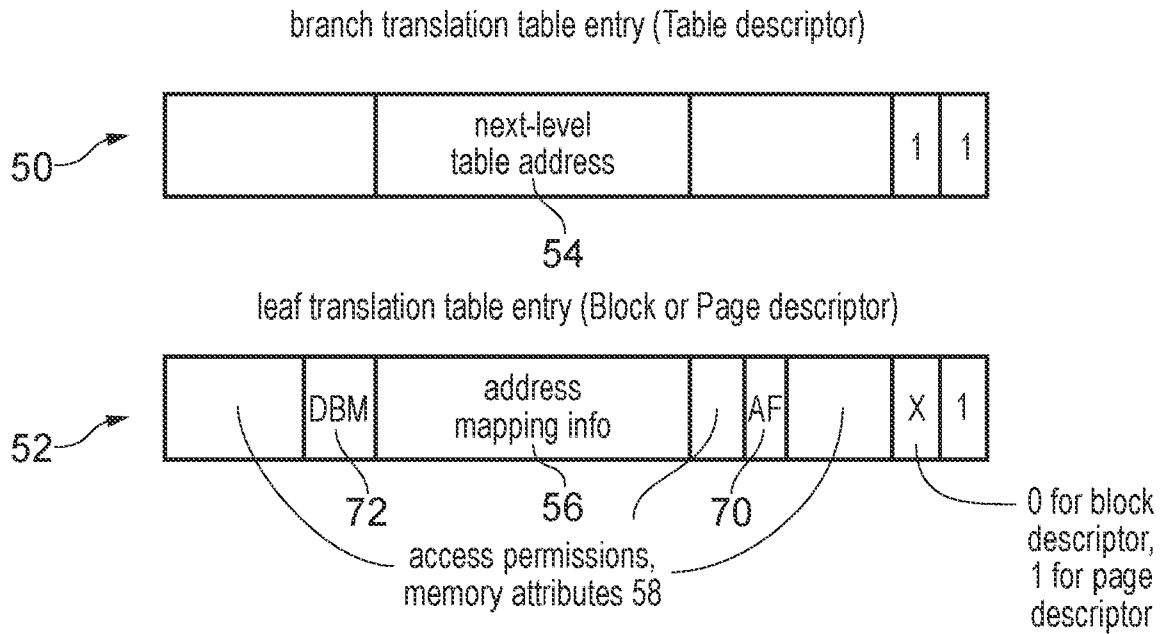 branch translation table entry (Table descriptor)
50
next-level
table address
1
1
54
leaf translation table entry (Block or Page descriptor)
52
DBM
address
mapping info
AF
X
1
72
56
70
access permissions,
memory attributes 58
0 for block
descriptor,
1 for page
descriptor